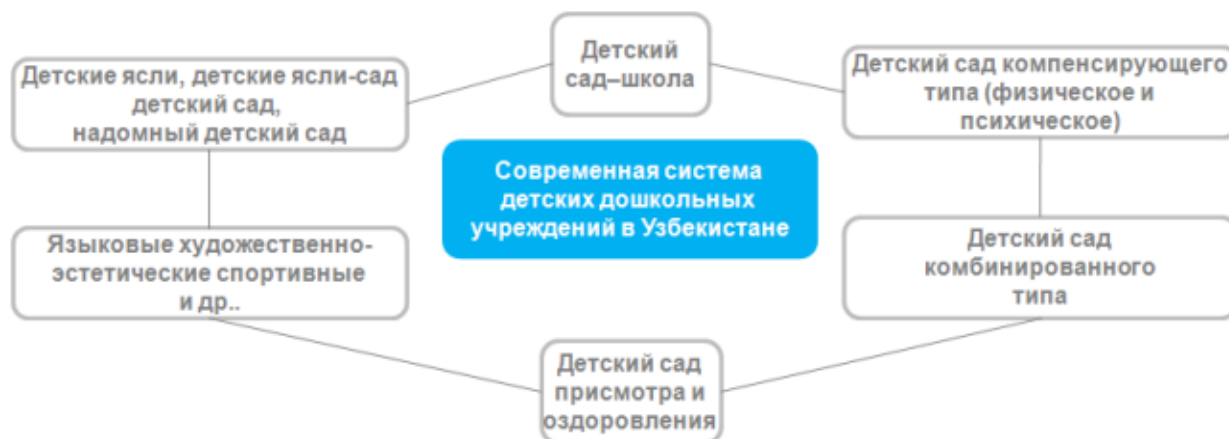 Детский
сад–школа
Детские ясли, детские ясли-сад
детский сад,
надомный детский сад
Детский сад компенсирующего
типа (физическое и
психическое)
Современная система
детских дошкольных
учреждений в Узбекистане
Языковые художественно-
эстетические спортивные
и др..
Детский сад
комбинированного
типа
Детский сад
присмотра и
оздоровления